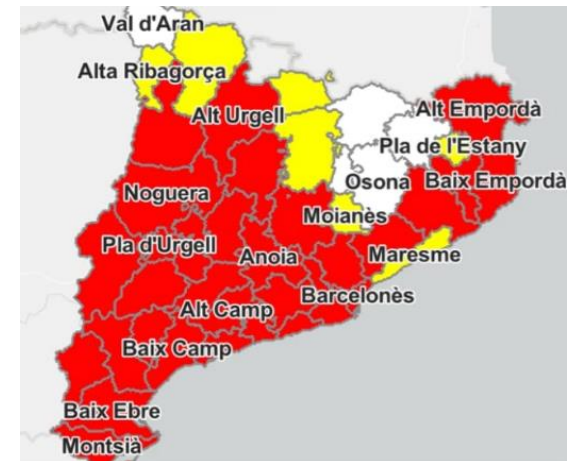 Val d'Aran
Alta Ribagorça
Alt Urgell
Alt Empordà
Pla de l'Estany
Osona
Baix Empordà
Noguera
Moianès
Pla d'Urgell
Anoia
Maresme
Barcelonès
Alt Camp
Baix Camp
Baix Ebre
Montsià